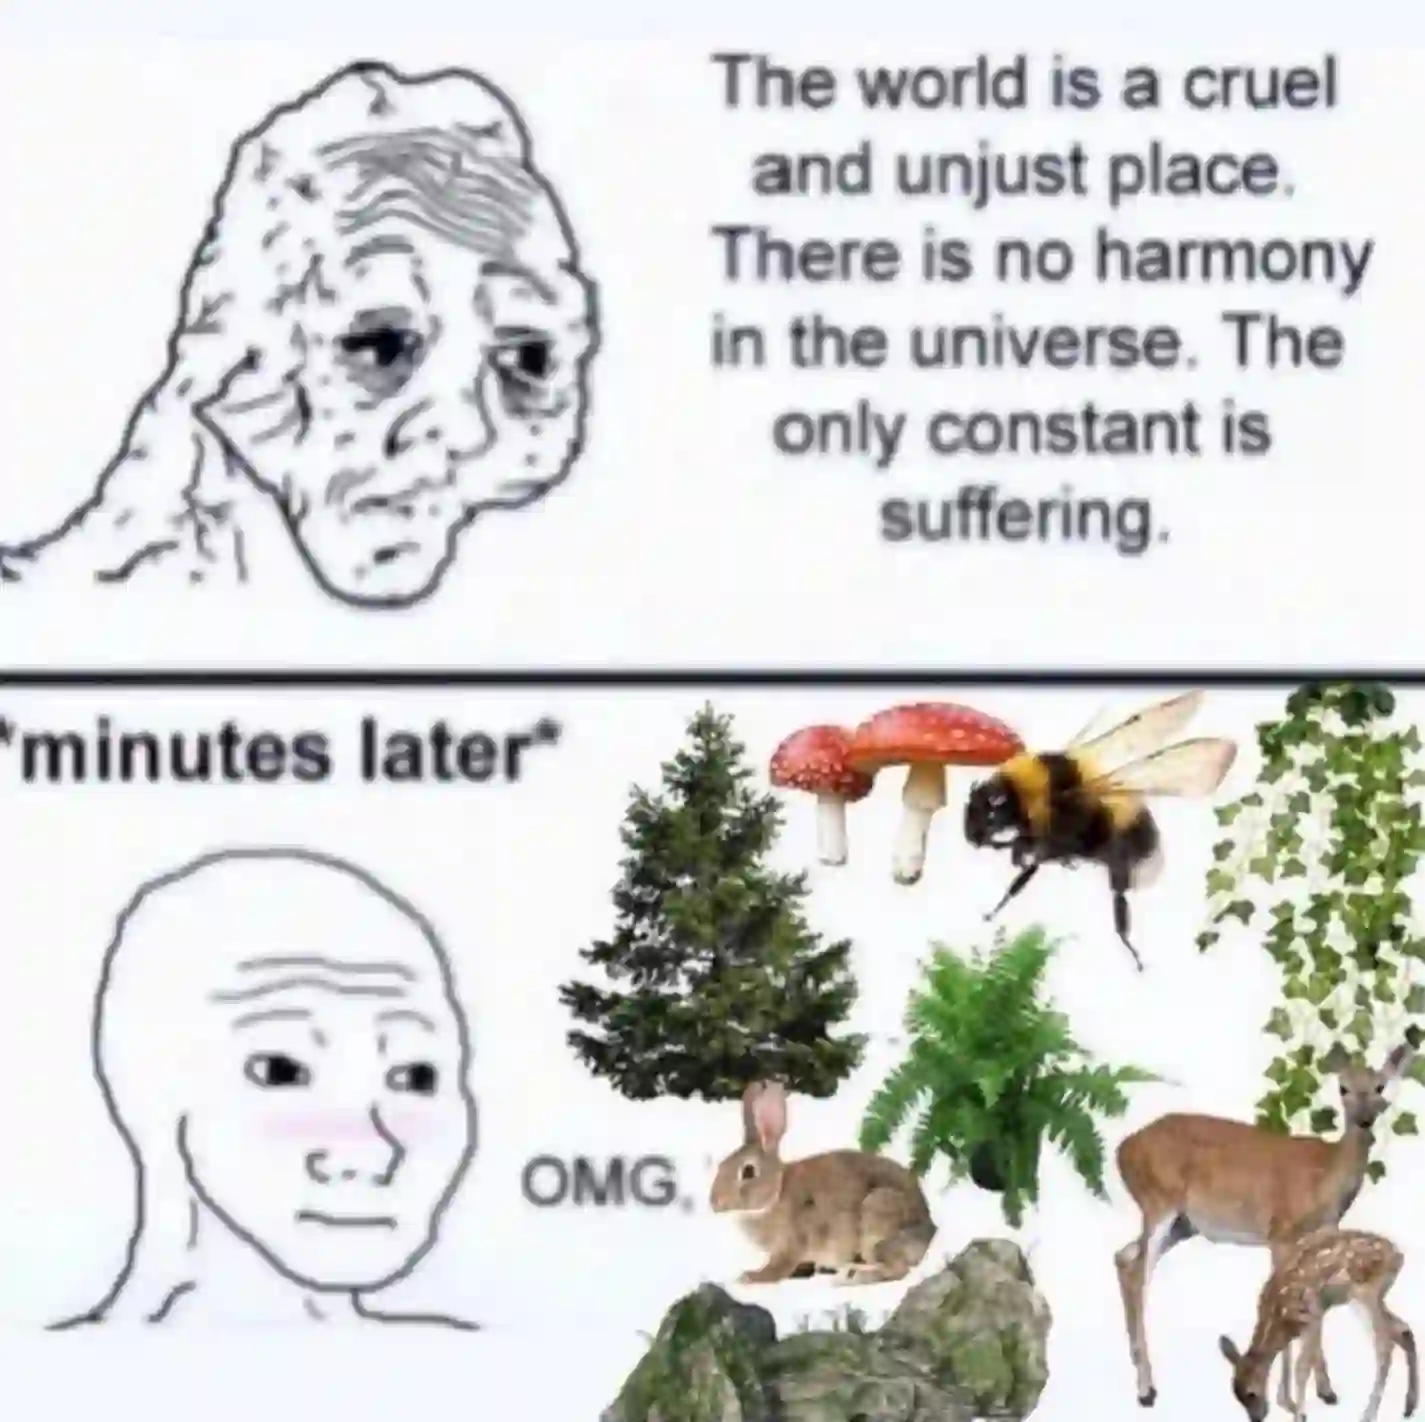 The world is a cruel
and unjust place.
There is no harmony
in the universe. The
only constant is
suffering.
*minutes later*
OMG.